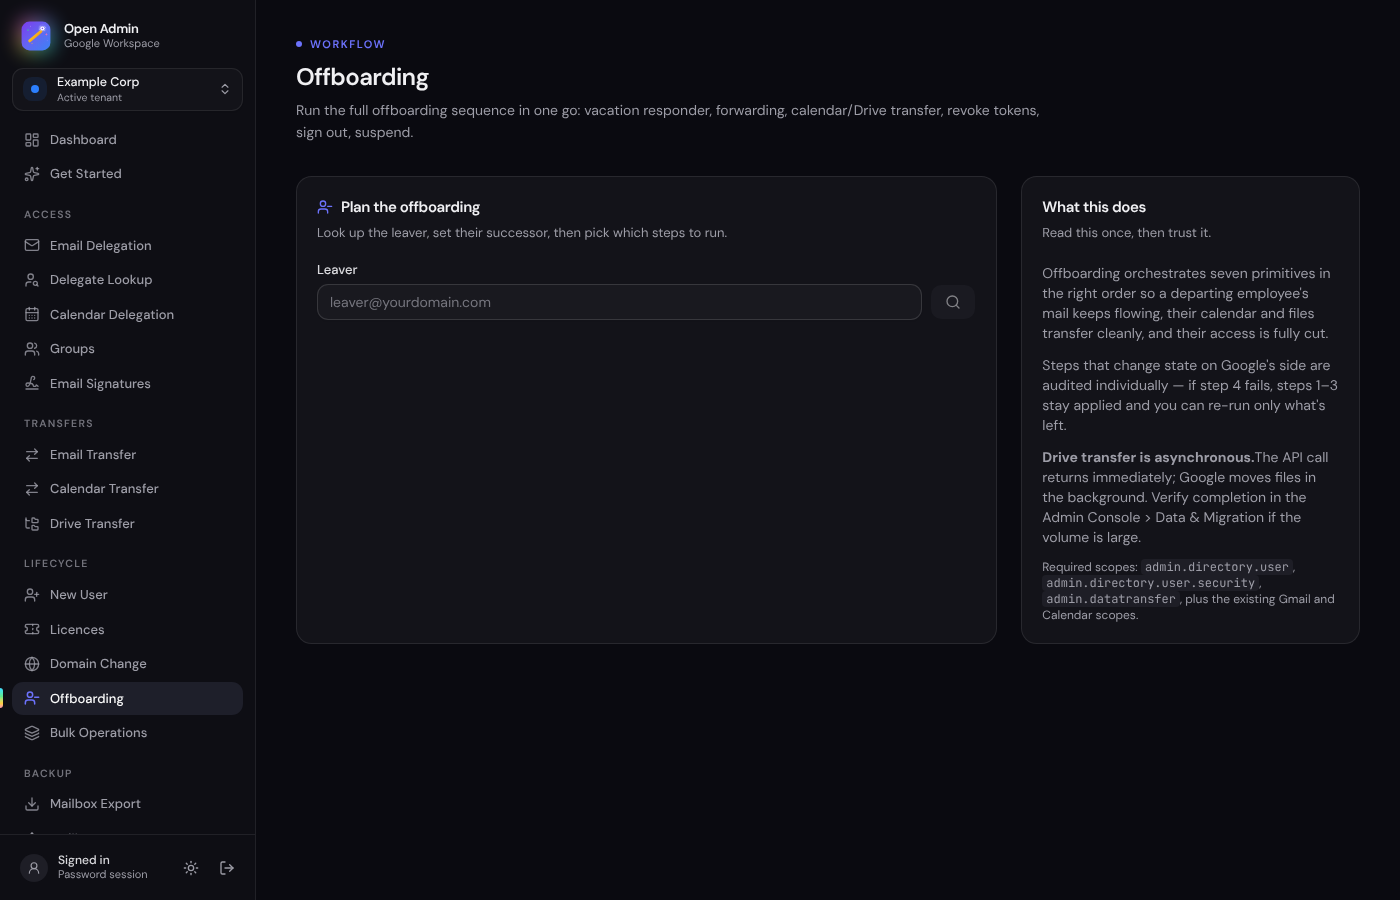 Open Admin
Google Workspace
Example Corp
Active tenant
Dashboard
Get Started
ACCESS
Email Delegation
Delegate Lookup
Calendar Delegation
Groups
Email Signatures
TRANSFERS
Email Transfer
Calendar Transfer
Drive Transfer
LIFECYCLE
New User
Licences
Domain Change
Offboarding
Bulk Operations
BACKUP
Mailbox Export
Signed in
Password session
WORKFLOW
Offboarding
Run the full offboarding sequence in one go: vacation responder, forwarding, calendar/Drive transfer, revoke tokens,
sign out, suspend.
Plan the offboarding
Look up the leaver, set their successor, then pick which steps to run.
Leaver
leaver@yourdomain.com
What this does
Read this once, then trust it.
Offboarding orchestrates seven primitives in
the right order so a departing employee's
mail keeps flowing, their calendar and files
transfer cleanly, and their access is fully cut.
Steps that change state on Google's side are
audited individually — if step 4 fails, steps 1–3
stay applied and you can re-run only what's
left.
Drive transfer is asynchronous.The API call
returns immediately; Google moves files in
the background. Verify completion in the
Admin Console > Data & Migration if the
volume is large.
Required scopes: admin.directory.user,
admin.directory.user.security,
admin.datatransfer, plus the existing Gmail and
Calendar scopes.